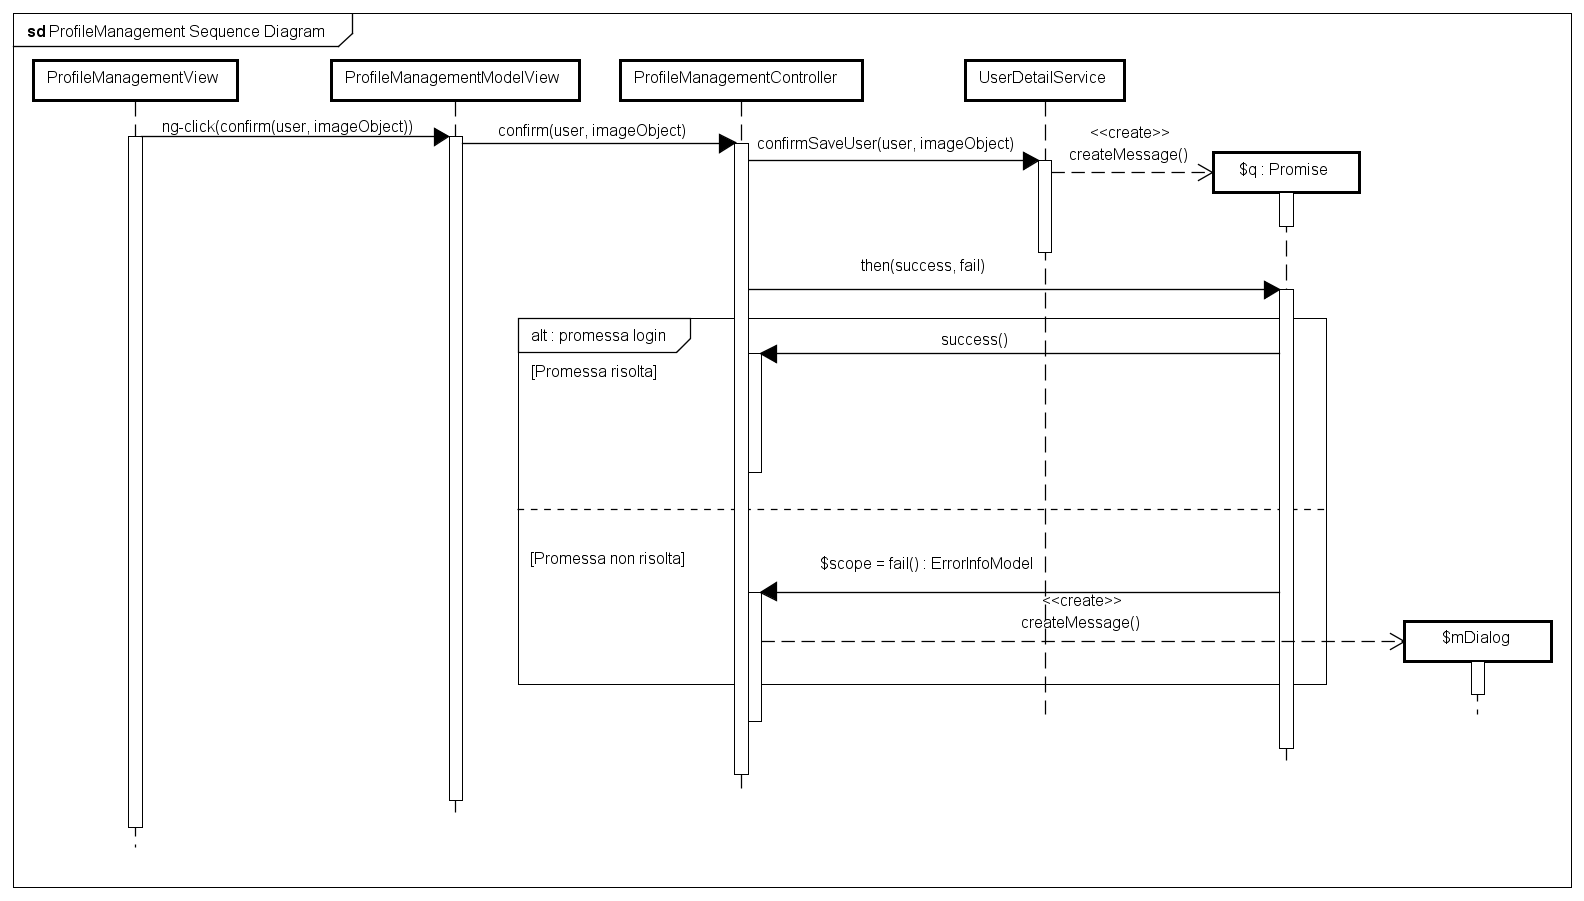 sd ProfileManagement Sequence Diagram
ProfileManagementView
ProfileManagementModelView
ProfileManagementController
UserDetailService
ng-click(confirm(user, imageObject))
confirm(user, imageObject)
confirmSaveUser(user, imageObject)
<<create>>
createMessage()
$q : Promise
then(success, fail)
alt : promessa login
success()
[Promessa risolta]
[Promessa non risolta]
$scope = fail() : ErrorInfoModel
<<create>>
createMessage()
$mDialog